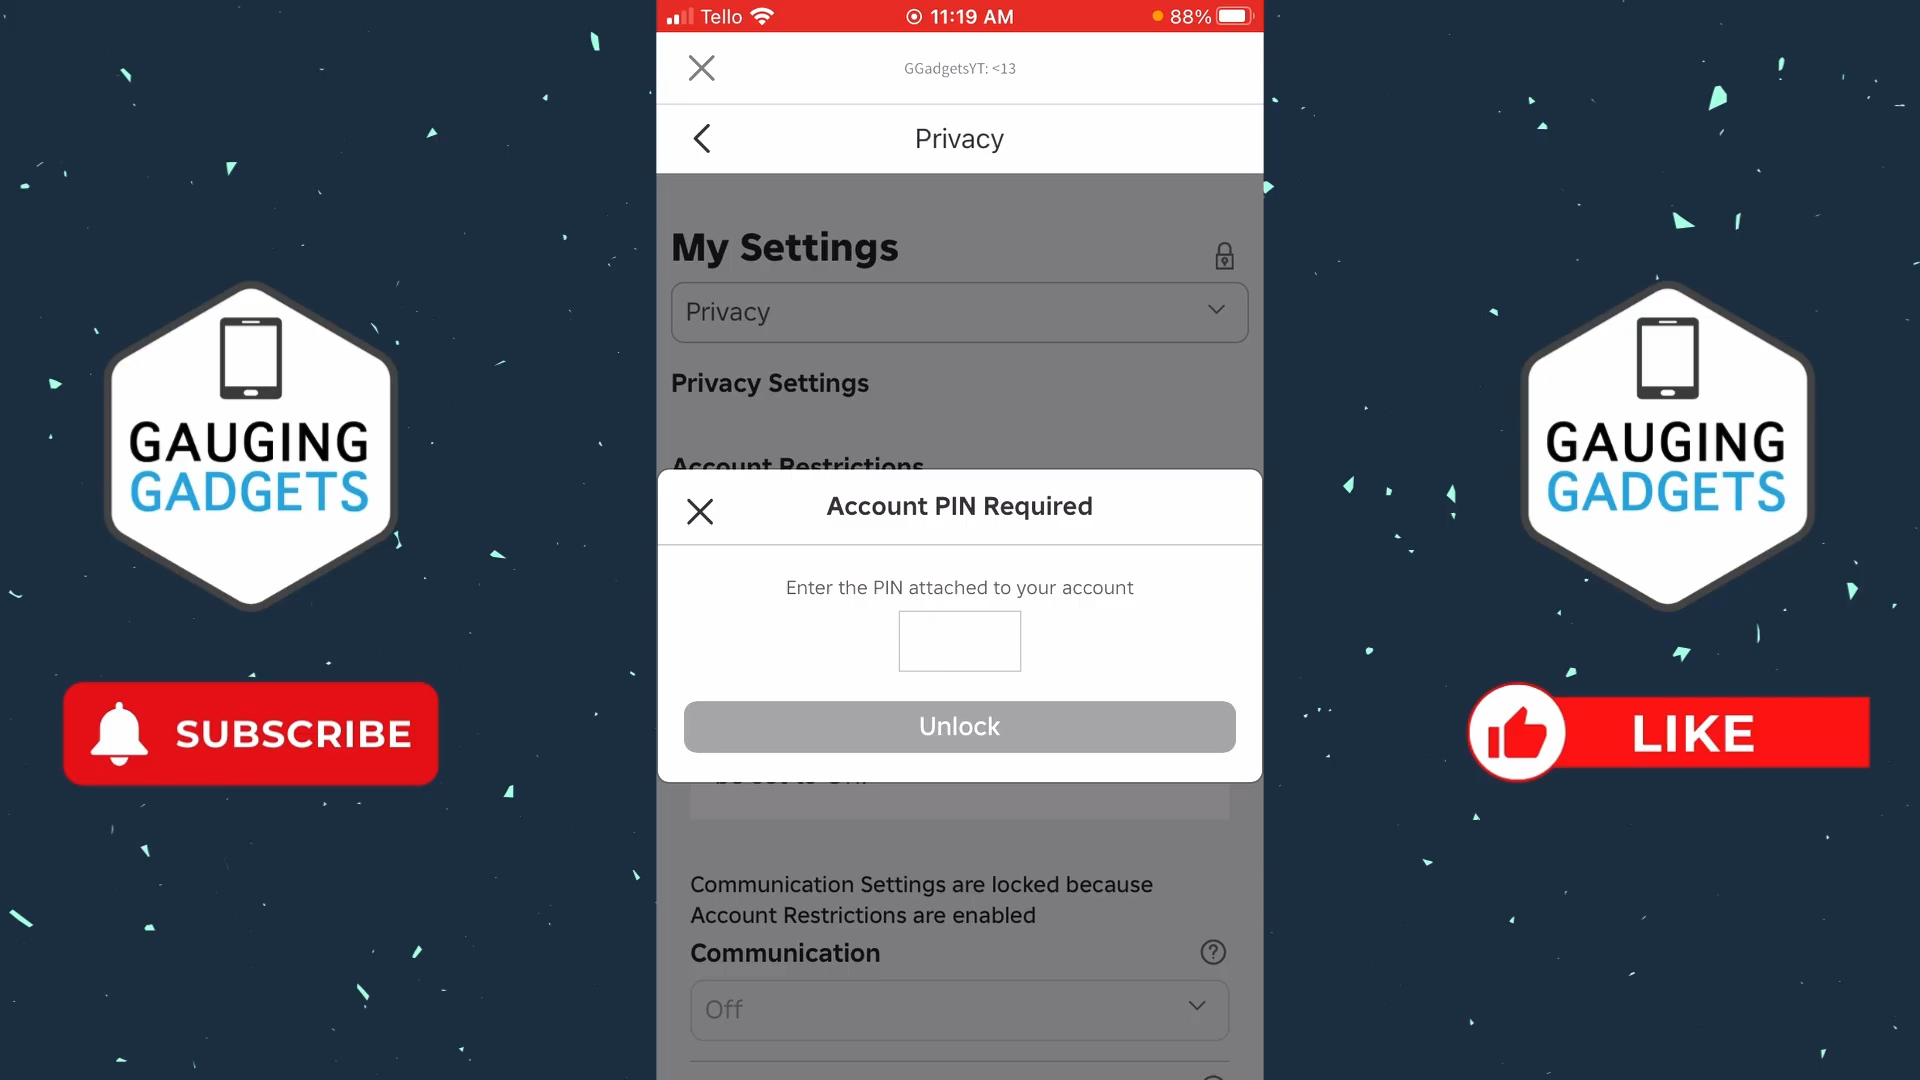 Tello
11:19 AM
88%
GGadgetsYT: <13
Privacy
My Settings
Privacy
Privacy Settings
Account Restrictions
Account PIN Required
Enter the PIN attached to your account
Unlock
Communication Settings are locked because
Account Restrictions are enabled
Communication
Off
GAUGING
GADGETS
SUBSCRIBE
GAUGING
GADGETS
LIKE